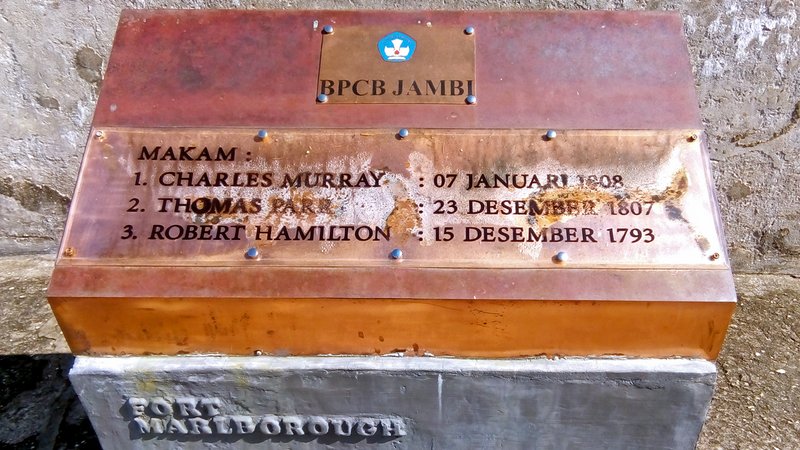 BPCB JAMBI
MAKAM :
1. CHARLES MURRAY : 07 JANUARI 1808
2. THOMAS PARR : 23 DESEMBER 1807
3. ROBERT HAMILTON : 15 DESEMBER 1793
FORT
MARLBOROUGH